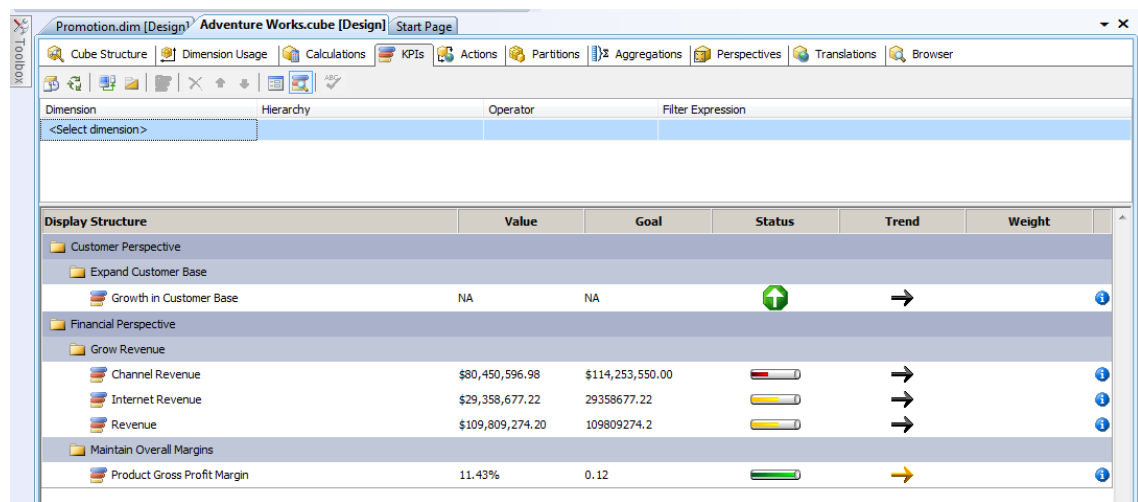 Toolbox
Promotion.dim [Design] Adventure Works.cube [Design] Start Page
Cube Structure Dimension Usage Calculations KPIs Actions Partitions Aggregations Perspectives Translations Browser
Dimension Hierarchy Operator Filter Expression
<Select dimension>
Display Structure Value Goal Status Trend Weight
Customer Perspective
Expand Customer Base
Growth in Customer Base NA NA
Financial Perspective
Grow Revenue
Channel Revenue $80,450,596.98 $114,253,550.00
Internet Revenue $29,358,677.22 29358677.22
Revenue $109,809,274.20 109809274.2
Maintain Overall Margins
Product Gross Profit Margin 11.43% 0.12